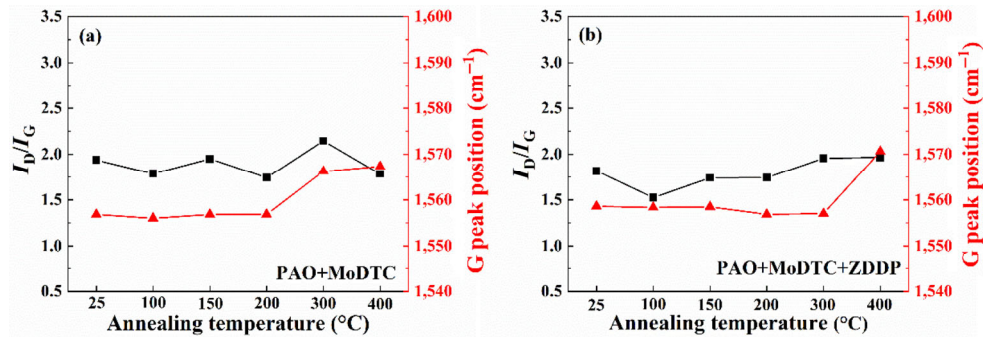 (a)
I_D/I_G
3.5
3.0
2.5
2.0
1.5
1.0
0.5
25 100 150 200 300 400
Annealing temperature (°C)
PAO+MoDTC
1,600
1,590
1,580
1,570
1,560
1,550
1,540
G peak position (cm⁻¹)
(b)
I_D/I_G
3.5
3.0
2.5
2.0
1.5
1.0
0.5
25 100 150 200 300 400
Annealing temperature (°C)
PAO+MoDTC+ZDDP
1,600
1,590
1,580
1,570
1,560
1,550
1,540
G peak position (cm⁻¹)